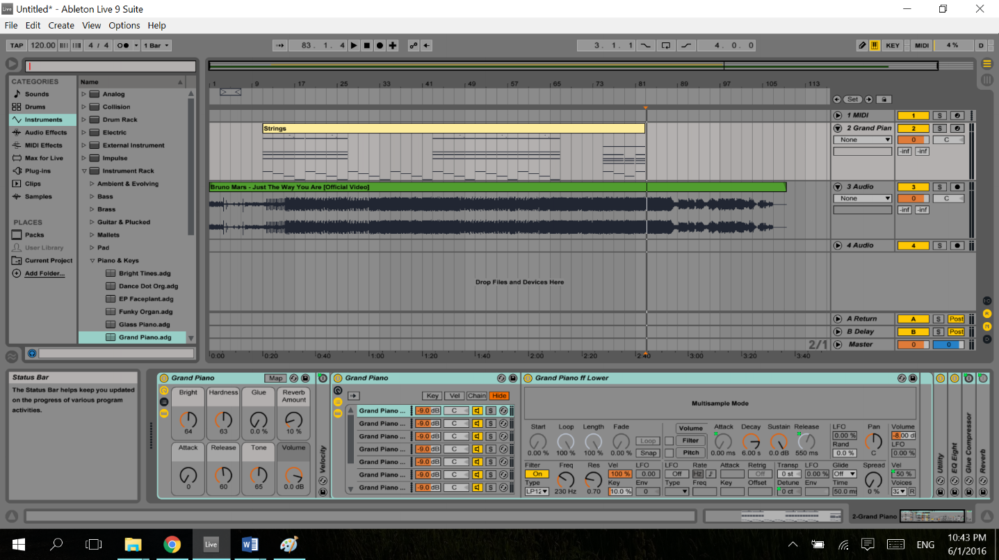 Live Untitled* - Ableton Live 9 Suite
File Edit Create View Options Help
TAP 120.00 4 / 4 1 Bar 83. 1. 4 3. 1. 1 4. 0. 0 KEY MIDI 4 % D
CATEGORIES
Sounds
Drums
Instruments
Audio Effects
MIDI Effects
Max for Live
Plug-ins
Clips
Samples
PLACES
Packs
User Library
Current Project
Add Folder...
Name
Analog
Collision
Drum Rack
Electric
External Instrument
Impulse
Instrument Rack
Ambient & Evolving
Bass
Brass
Guitar & Plucked
Mallets
Pad
Piano & Keys
Bright Tines.adg
Dance Dot Org.adg
EP Faceplant.adg
Funky Organ.adg
Glass Piano.adg
Grand Piano.adg
1 9 17 25 33 41 49 57 65 73 81 89 97 105 113
Set
Strings
Bruno Mars - Just The Way You Are [Official Video]
Drop Files and Devices Here
2/1
0:00 0:20 0:40 1:00 1:20 1:40 2:00 2:20 2:40 3:00 3:20 3:40
1 MIDI 1 S
2 Grand Pian 2 S
None 0 C
-inf -inf
3 Audio 3 S
None 0 C
-inf -inf
4 Audio 4 S
A Return A S Post
B Delay B S Post
Master 0 0
R
M
D
Status Bar
The Status Bar helps keep you updated
on the progress of various program
activities.
Grand Piano Map
Bright Hardness Glue Reverb
Amount
64 63 0.0 % 10 %
Attack Release Tone Volume
0 60 65 0.0 dB
Velocity
Grand Piano
Key Vel Chain Hide
Grand Piano ... -9.0 dB C S
Grand Piano ... -9.0 dB C S
Grand Piano ... -9.0 dB C S
Grand Piano ... -9.0 dB C S
Grand Piano ... -9.0 dB C S
Grand Piano ... -9.0 dB C S
Grand Piano ... -9.0 dB C S
Grand Piano ff Lower
Multisample Mode
Start Loop Length Fade
0.00 % 100 % 100 % 0.00 % Loop
Snap
Volume
Filter
Pitch
Attack Decay Sustain Release
0.00 ms 6.00 s 0.0 dB 550 ms
LFO Pan Volume
0.00 % -8.00 dl
Rand LFO
0.0 % C 0.00 %
Filter Freq Res Vel LFO
On 100 % 0.00
Type Key Env
LP12 230 Hz 0.70 10.0 % 0
LFO Rate Attack Retrig
Off Hz Off
Type Freq Key Offset
Transp LFO Glide Spread Vel
0 st 0.00 % Off 50 %
Detune Env Time Voices
0 ct 50.0 ms 0 % 32 R
Utility
EQ Eight
Glue Compressor
Reverb
2-Grand Piano
Live ENG
10:43 PM
6/1/2016